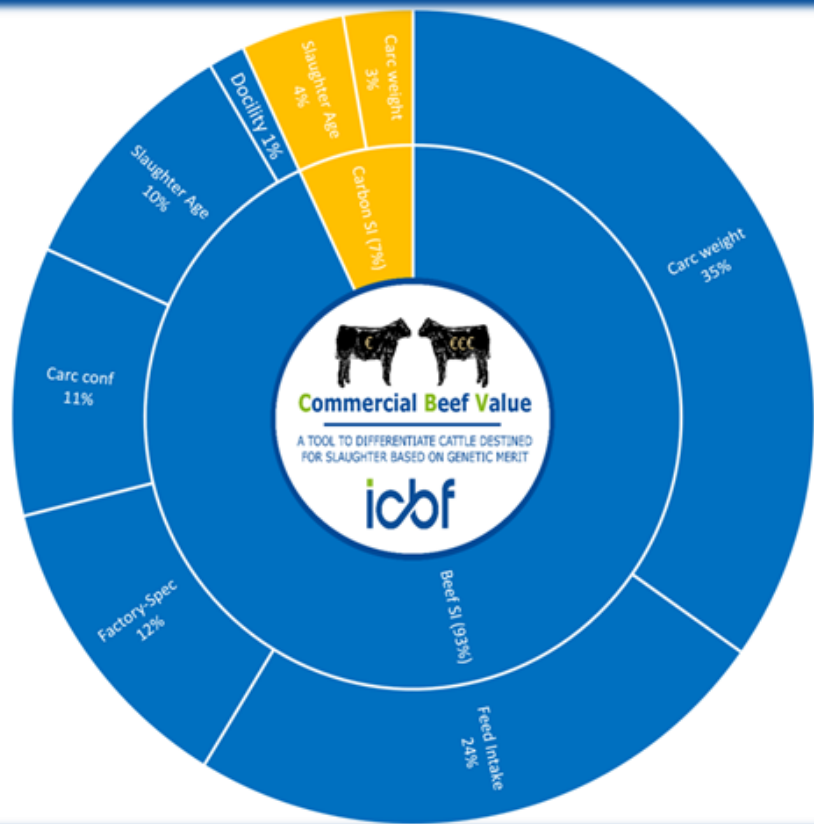 Carc weight
35%
Feed Intake
24%
Factory-Spec
12%
Carc conf
11%
Slaughter Age
10%
Docility 1%
Slaughter Age
4%
Carc weight
3%
Carbon SI (7%)
Beef SI (93%)
€
€€€
Commercial Beef Value
A TOOL TO DIFFERENTIATE CATTLE DESTINED
FOR SLAUGHTER BASED ON GENETIC MERIT
icbf